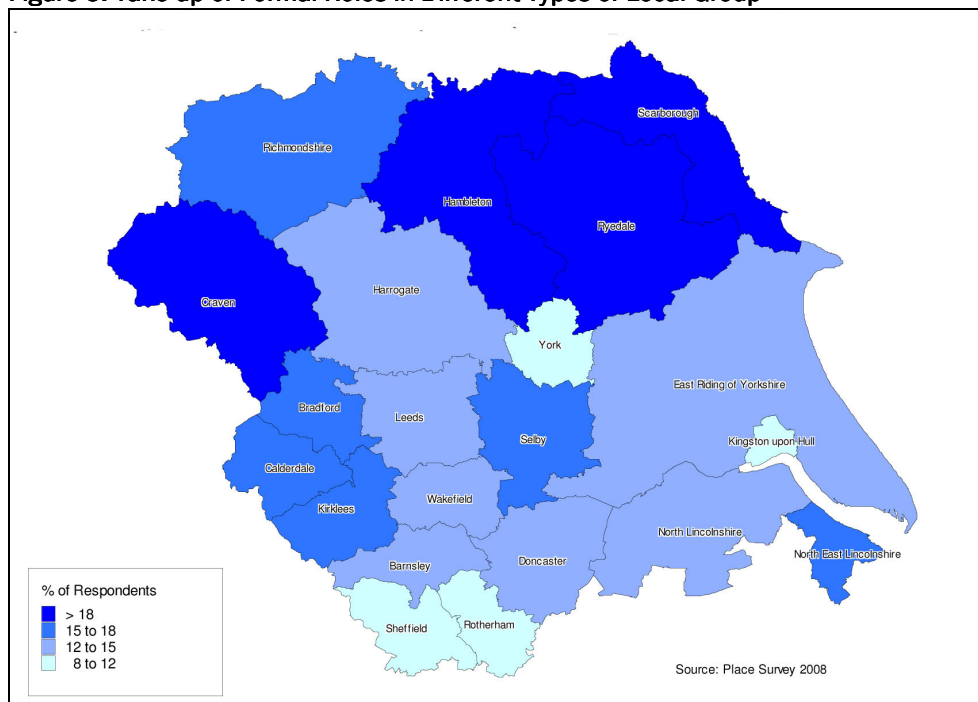 Scarborough
Richmondshire
Hambleton
Ryedale
Harrogate
Craven
York
East Riding of Yorkshire
Bradford
Leeds
Selby
Kingston upon Hull
Calderdale
Wakefield
Kirklees
North Lincolnshire
North East Lincolnshire
Barnsley
Doncaster
% of Respondents
> 18
15 to 18
12 to 15
8 to 12
Sheffield
Rotherham
Source: Place Survey 2008